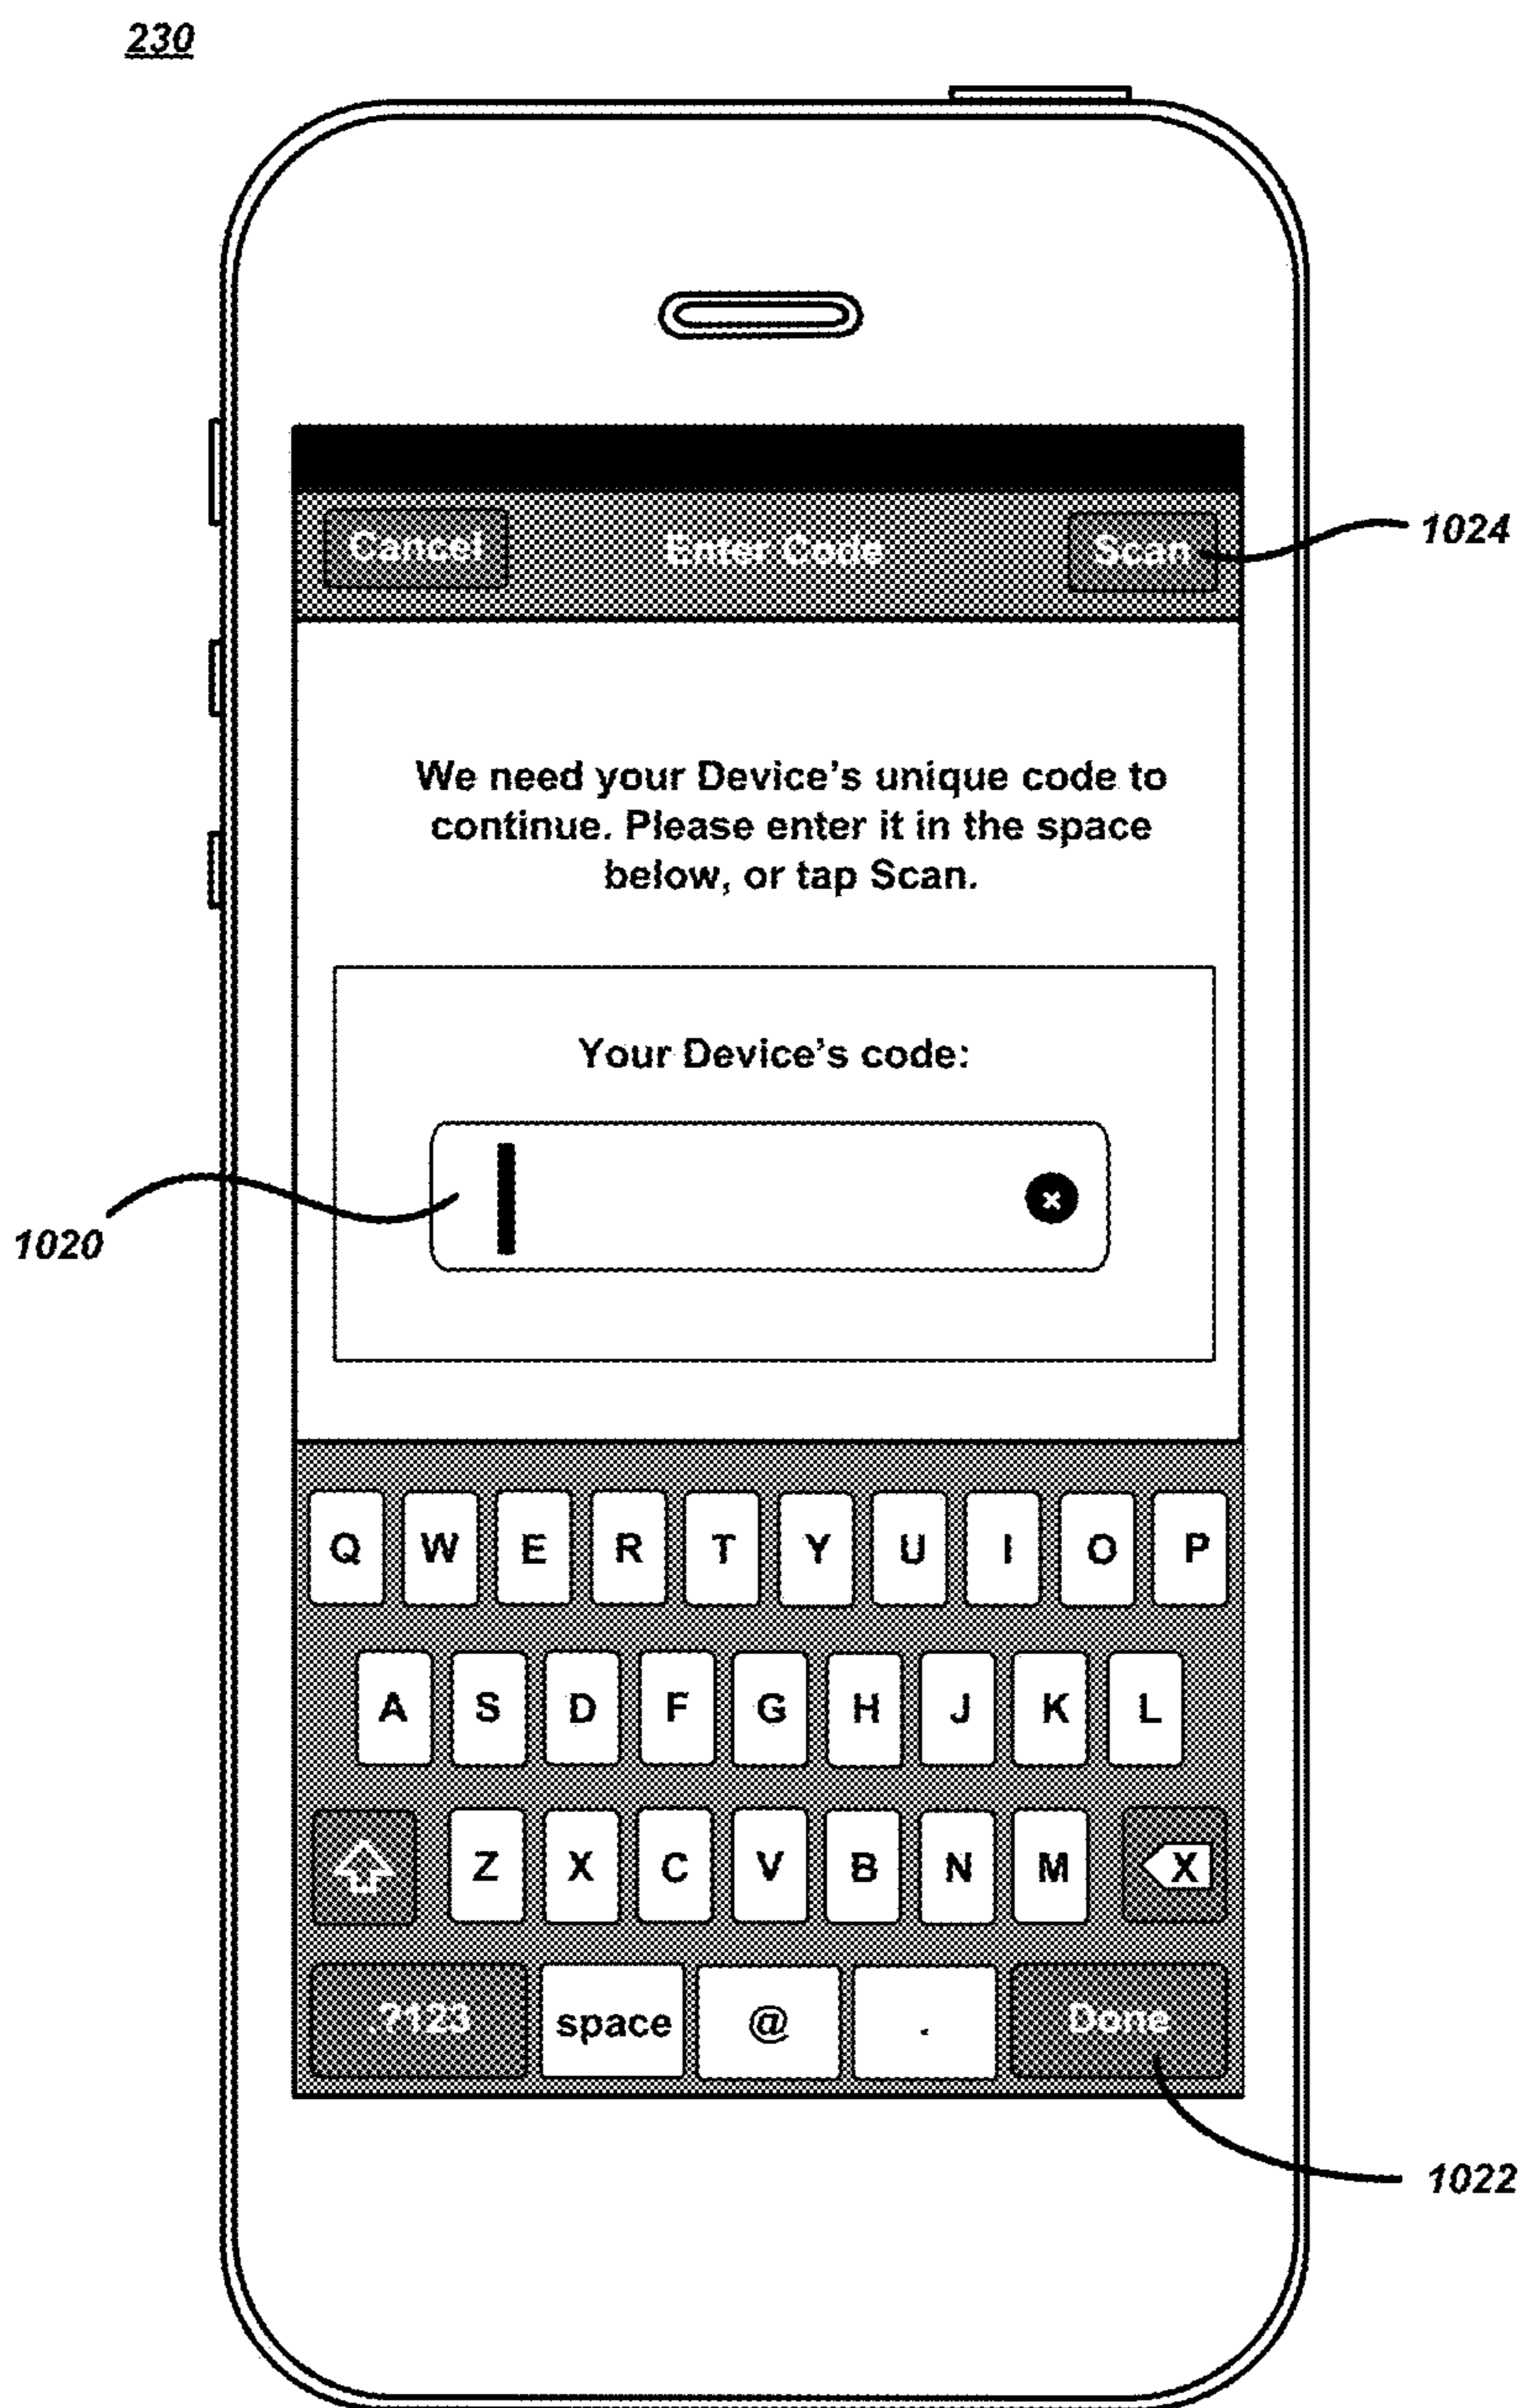 230
Cancel Enter Code Scan
1024
We need your Device's unique code to
continue. Please enter it in the space
below, or tap Scan.
Your Device's code:
1020
Q W E R T Y U I O P
A S D F G H J K L
Z X C V B N M X
.?123 space @ . Done
1022